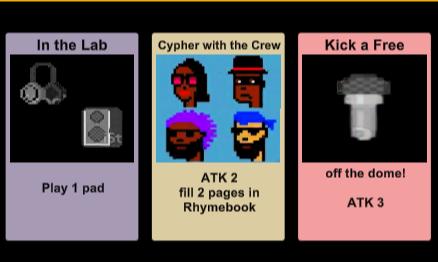 In the Lab
Play 1 pad
Cypher with the Crew
ATK 2
fill 2 pages in
Rhymebook
Kick a Free
off the dome!
ATK 3